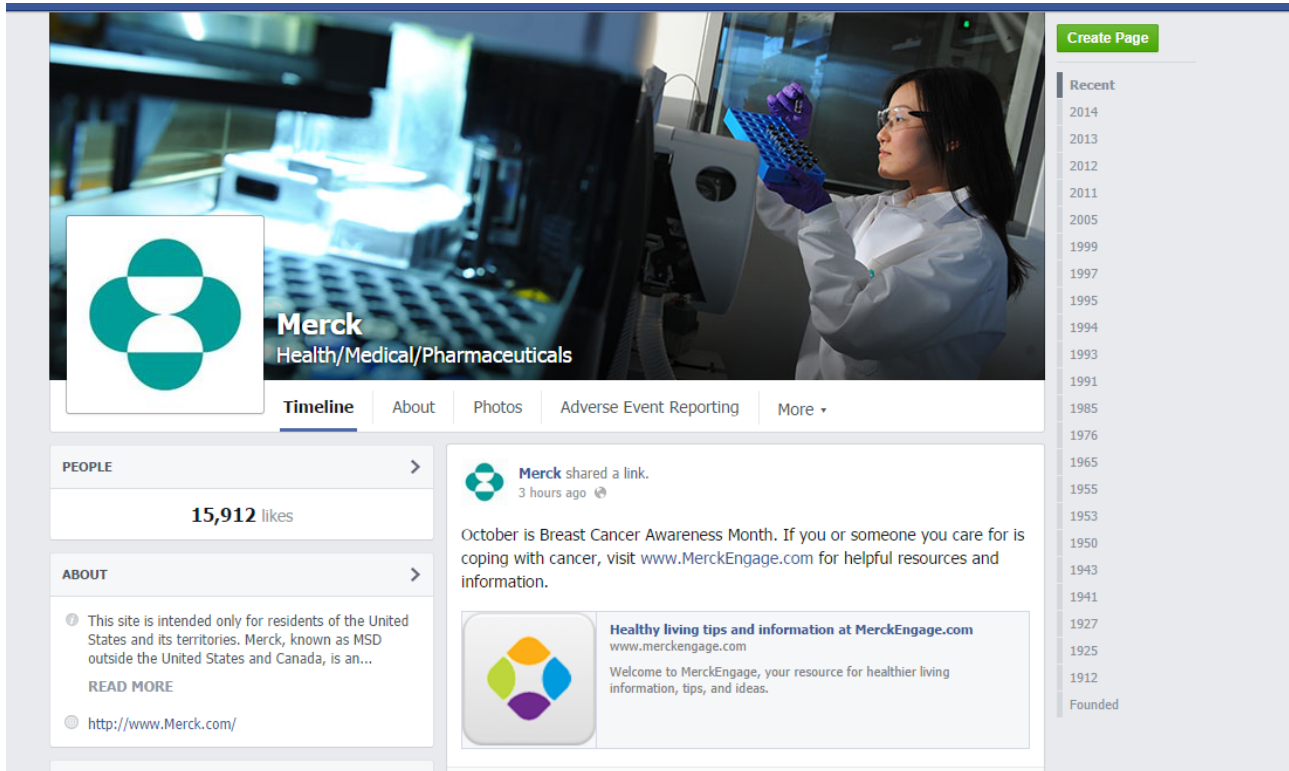 Merck
Health/Medical/Pharmaceuticals
Timeline
About
Photos
Adverse Event Reporting
More
PEOPLE
15,912 likes
ABOUT
This site is intended only for residents of the United
States and its territories. Merck, known as MSD
outside the United States and Canada, is an...
READ MORE
http://www.Merck.com/
Merck shared a link.
3 hours ago
October is Breast Cancer Awareness Month. If you or someone you care for is
coping with cancer, visit www.MerckEngage.com for helpful resources and
information.
Healthy living tips and information at MerckEngage.com
www.merckengage.com
Welcome to MerckEngage, your resource for healthier living
information, tips, and ideas.
Create Page
Recent
2014
2013
2012
2011
2005
1999
1997
1995
1994
1993
1991
1985
1976
1965
1955
1953
1950
1943
1941
1927
1925
1912
Founded